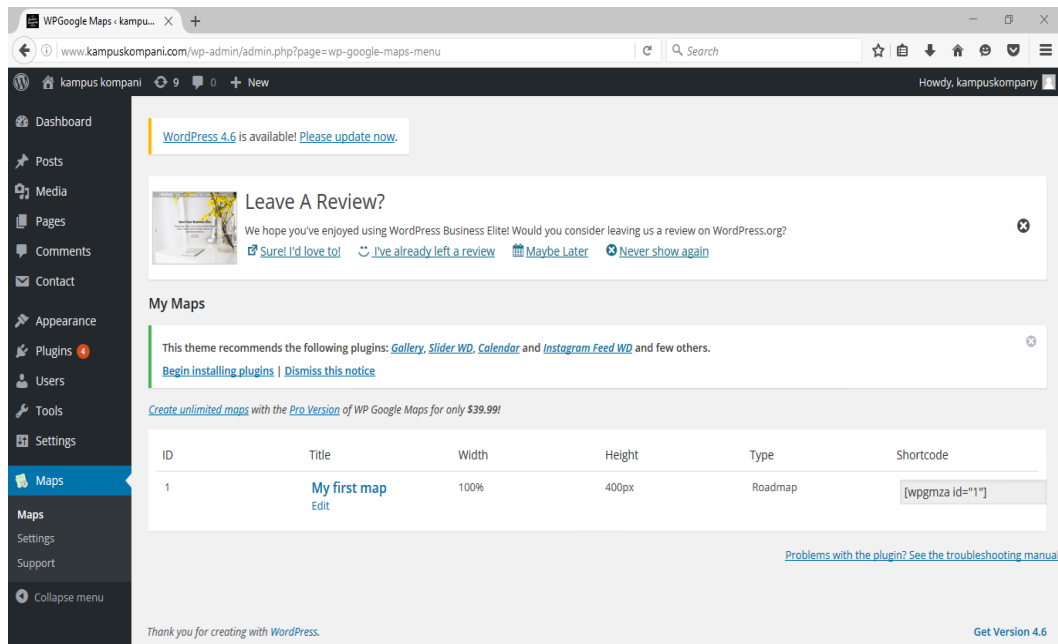 WPGoogle Maps ‹ kampu...
www.kampuskompani.com/wp-admin/admin.php?page=wp-google-maps-menu
Search
kampus kompani 9 0 + New
Howdy, kampuskompany
Dashboard
Posts
Media
Pages
Comments
Contact
Appearance
Plugins 4
Users
Tools
Settings
Maps
Maps
Settings
Support
Collapse menu
WordPress 4.6 is available! Please update now.
Leave A Review?
We hope you've enjoyed using WordPress Business Elite! Would you consider leaving us a review on WordPress.org?
Sure! I'd love to! I've already left a review Maybe Later Never show again
My Maps
This theme recommends the following plugins: Gallery, Slider WD, Calendar and Instagram Feed WD and few others.
Begin installing plugins | Dismiss this notice
Create unlimited maps with the Pro Version of WP Google Maps for only $39.99!
ID Title Width Height Type Shortcode
1 My first map 100% 400px Roadmap [wpgmza id="1"]
Edit
Problems with the plugin? See the troubleshooting manual
Thank you for creating with WordPress.
Get Version 4.6